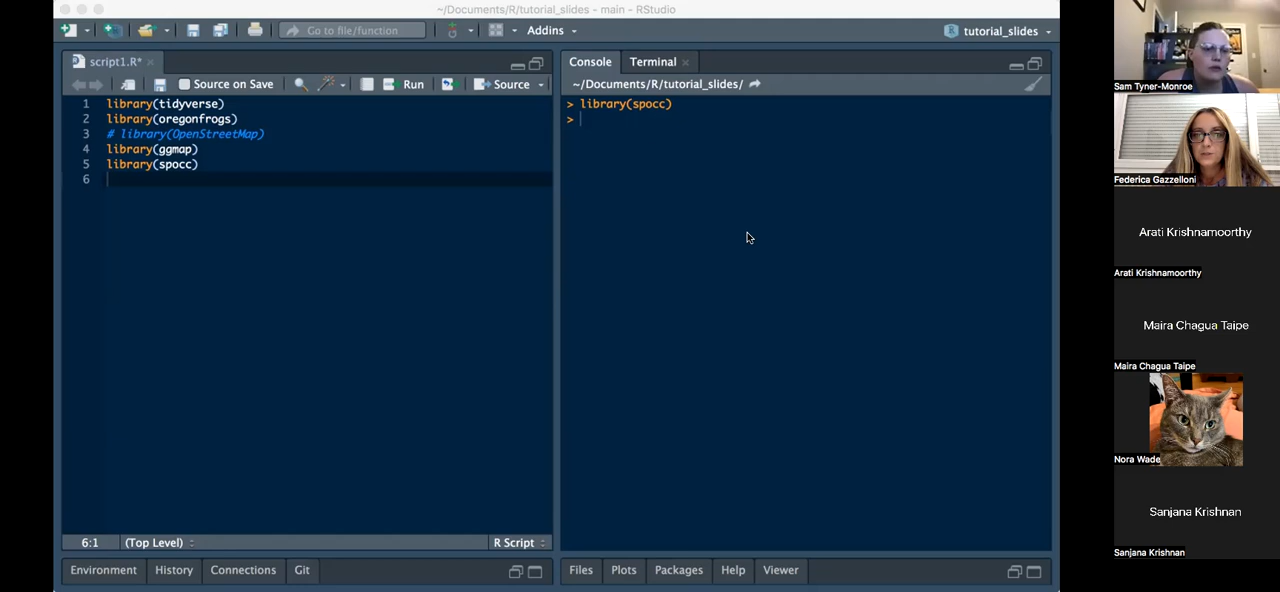 ~/Documents/R/tutorial_slides - main - RStudio
Go to file/function
Addins
tutorial_slides
script1.R*
Source on Save
Run
Source
1 library(tidyverse)
2 library(oregonfrogs)
3 # library(OpenStreetMap)
4 library(ggmap)
5 library(spocc)
6
6:1
(Top Level)
R Script
Environment
History
Connections
Git
Console
Terminal
~/Documents/R/tutorial_slides/
> library(spocc)
>
Files
Plots
Packages
Help
Viewer
Sam Tyner-Monroe
Federica Gazzelloni
Arati Krishnamoorthy
Arati Krishnamoorthy
Maira Chagua Taipe
Maira Chagua Taipe
Nora Wade
Sanjana Krishnan
Sanjana Krishnan